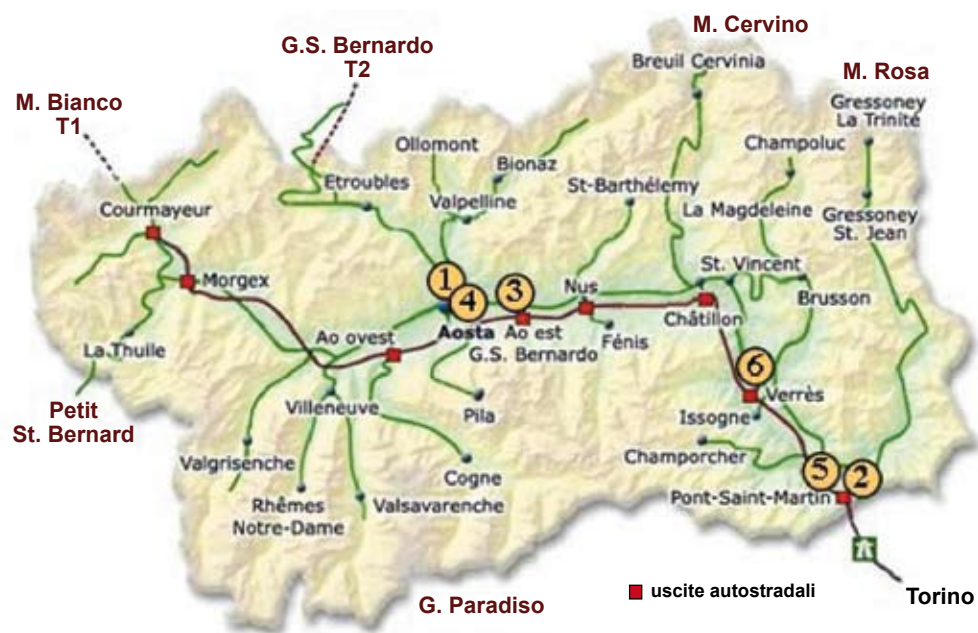 M. Cervino
G.S. Bernardo
T2
Breuil Cervinia
M. Rosa
M. Bianco
T1
Gressoney
La Trinité
Ollomont
Champoluc
Bionaz
Etroubles
St-Barthélemy
Valpelline
La Magdeleine
Courmayeur
Gressoney
St. Jean
Morgex
1
4
3
Nus
St. Vincent
Brusson
Ao ovest
Aosta
Ao est
G.S. Bernardo
Fénis
Châtillon
La Thuile
6
Petit
St. Bernard
Villeneuve
Pila
Issogne
Verrès
Valgrisenche
Cogne
Champorcher
5
2
Rhêmes
Notre-Dame
Valsavarenche
Pont-Saint-Martin
G. Paradiso
uscite autostradali
Torino